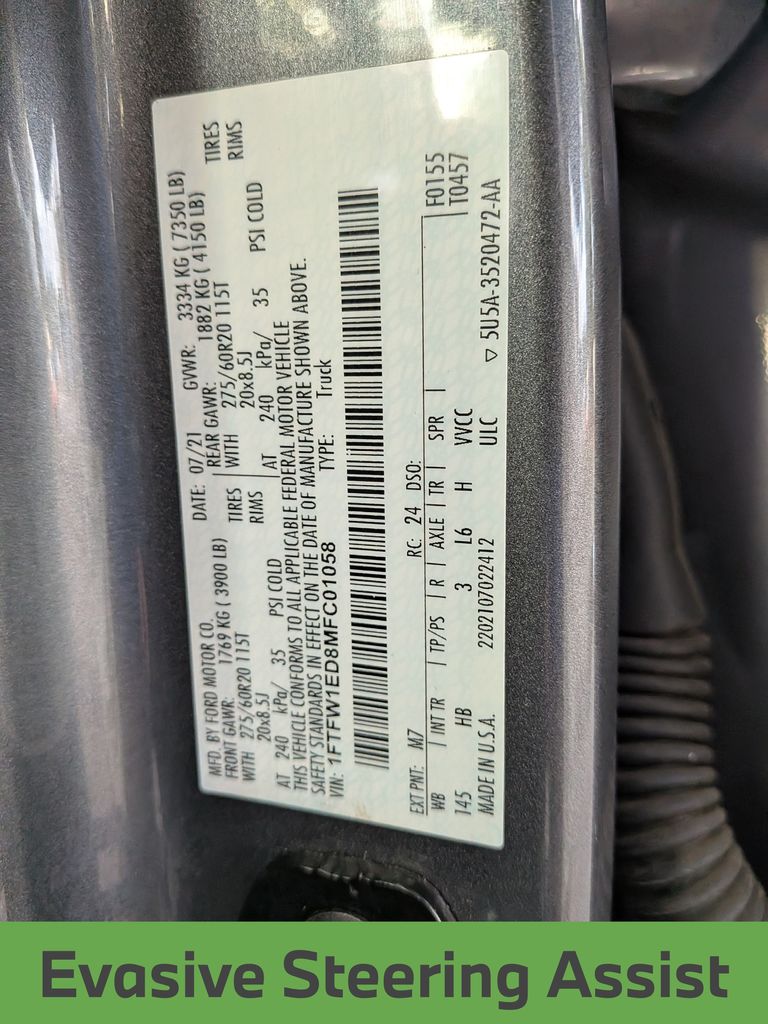 MFD. BY FORD MOTOR CO. DATE: 07/21 GVWR: 3334 KG ( 7350 LB)
FRONT GAWR: 1769 KG ( 3900 LB) REAR GAWR: 1882 KG ( 4150 LB)
WITH 275/60R20 115T TIRES WITH 275/60R20 115T TIRES
20x8.5J RIMS 20x8.5J RIMS
AT 240 kPa/ 35 PSI COLD AT 240 kPa/ 35 PSI COLD
THIS VEHICLE CONFORMS TO ALL APPLICABLE FEDERAL MOTOR VEHICLE
SAFETY STANDARDS IN EFFECT ON THE DATE OF MANUFACTURE SHOWN ABOVE.
VIN: 1FTFW1ED8MFC01058 TYPE: Truck
EXT PNT: M7 RC: 24 DSO: F0155
WB INT TR TP/PS R AXLE TR SPR T0457
145 HB 3 L6 H VVCC
MADE IN U.S.A. 2202107022412 ULC ▽ 5U5A-3520472-AA
Evasive Steering Assist